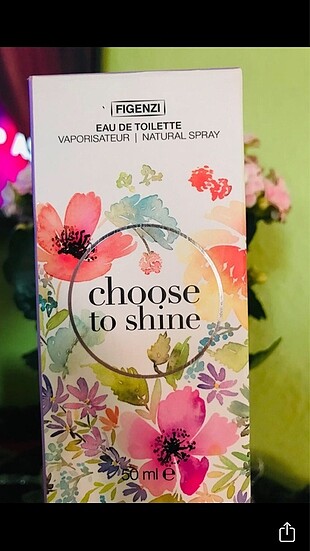 FIGENZI
EAU DE TOILETTE
VAPORISATEUR | NATURAL SPRAY
choose
to shine
50 ml e